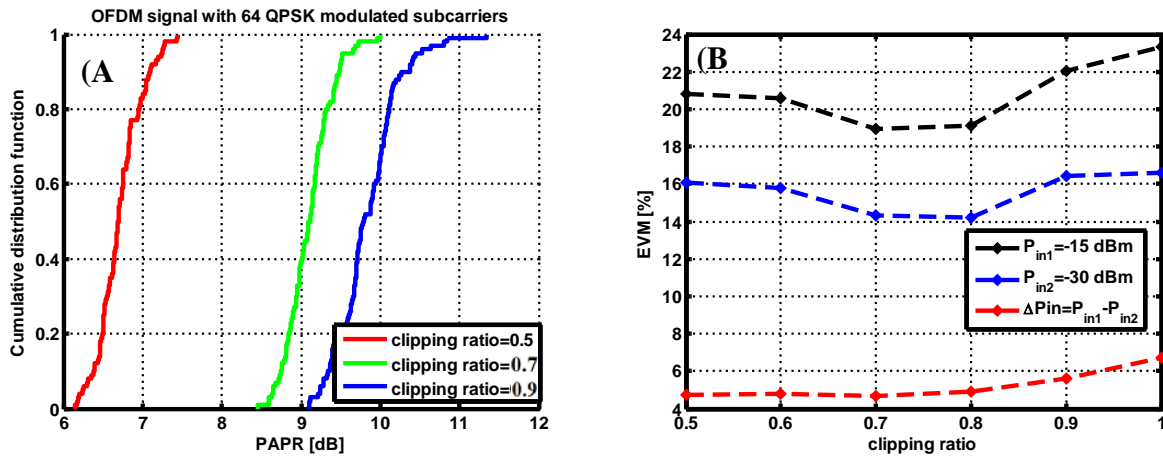 OFDM signal with 64 QPSK modulated subcarriers
(A
Cumulative distribution function
1
0.8
0.6
0.4
0.2
0
6 7 8 9 10 11 12
PAPR [dB]
clipping ratio=0.5
clipping ratio=0.7
clipping ratio=0.9
(B)
EVM [%]
24
22
20
18
16
14
12
10
8
6
4
0.5 0.6 0.7 0.8 0.9 1
clipping ratio
P_in1=-15 dBm
P_in2=-30 dBm
ΔPin=P_in1-P_in2